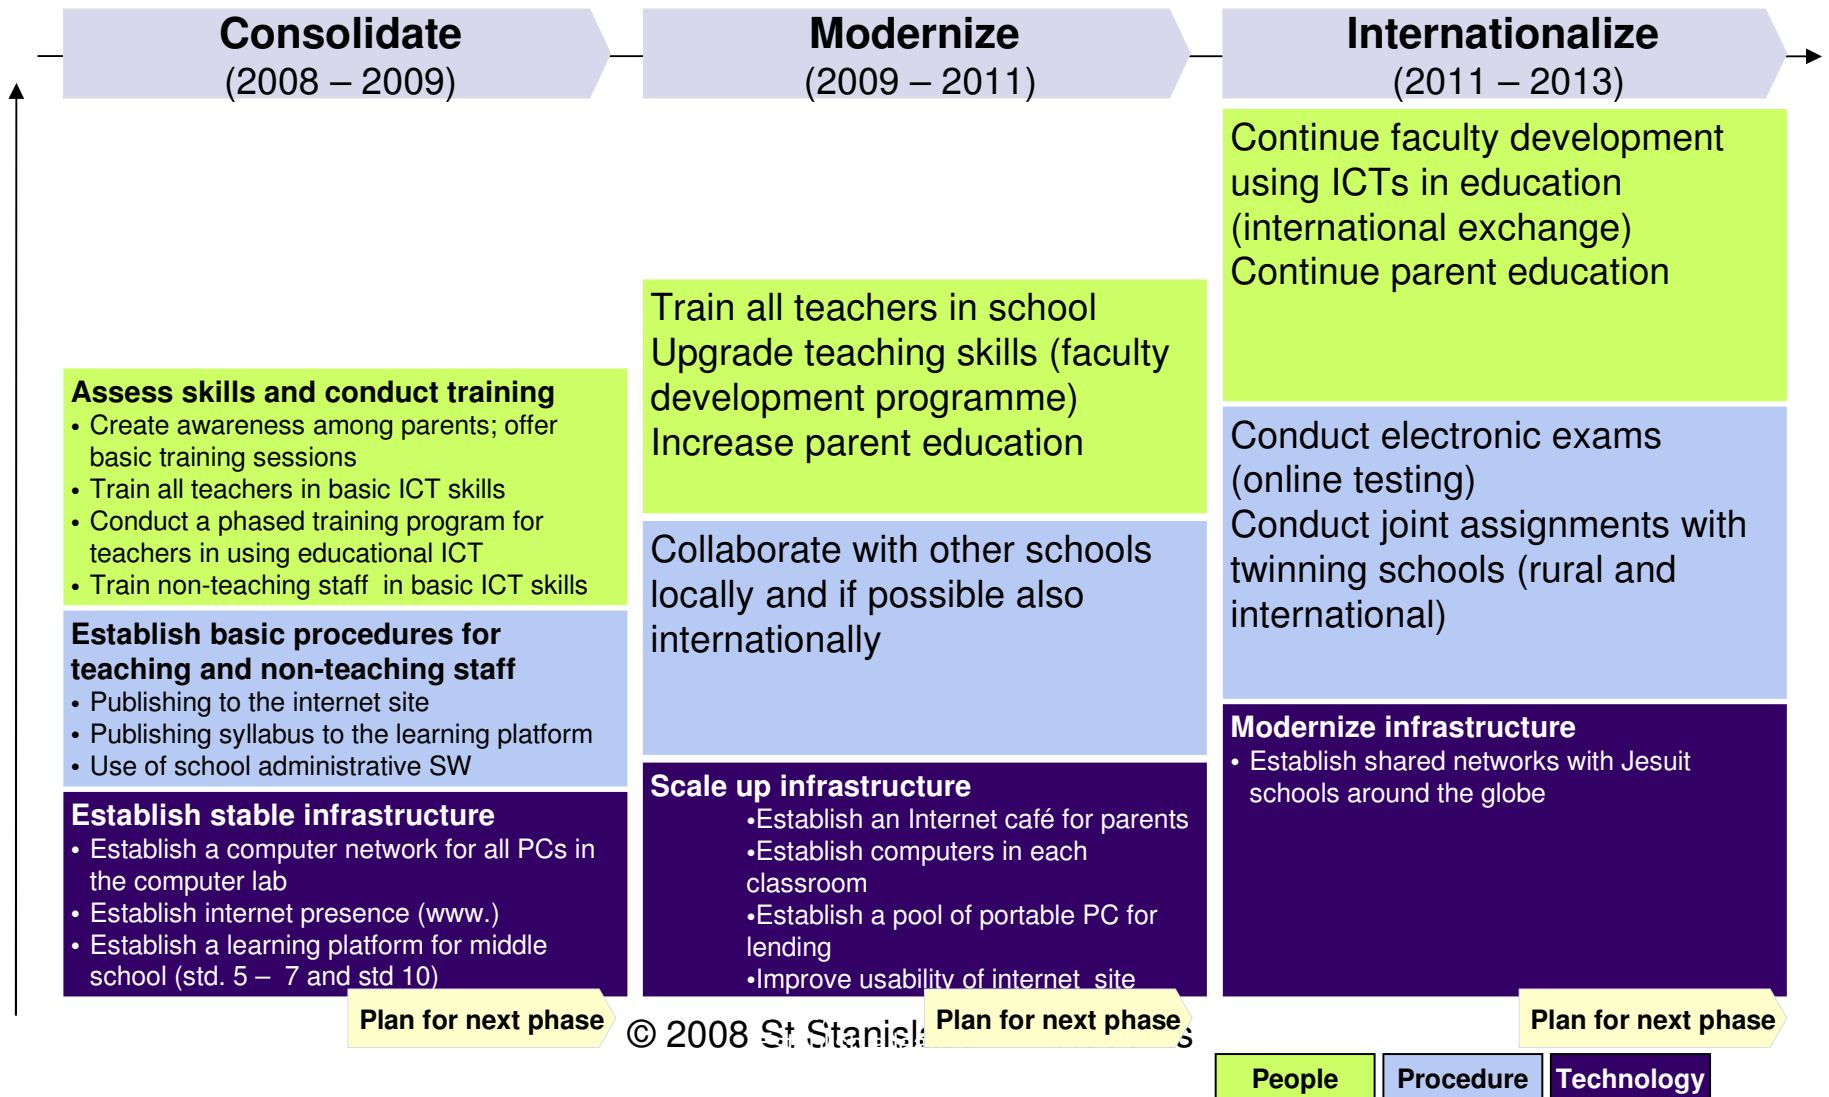 Consolidate
(2008 – 2009)
Modernize
(2009 – 2011)
Internationalize
(2011 – 2013)
Assess skills and conduct training
• Create awareness among parents; offer
basic training sessions
• Train all teachers in basic ICT skills
• Conduct a phased training program for
teachers in using educational ICT
• Train non-teaching staff  in basic ICT skills
Establish basic procedures for
teaching and non-teaching staff
• Publishing to the internet site
• Publishing syllabus to the learning platform
• Use of school administrative SW
Establish stable infrastructure
• Establish a computer network for all PCs in
the computer lab
• Establish internet presence (www.)
• Establish a learning platform for middle
school (std. 5 –  7 and std 10)
Plan for next phase
Train all teachers in school
Upgrade teaching skills (faculty
development programme)
Increase parent education
Collaborate with other schools
locally and if possible also
internationally
Scale up infrastructure
•Establish an Internet café for parents
•Establish computers in each
classroom
•Establish a pool of portable PC for
lending
•Improve usability of internet  site
Plan for next phase
Continue faculty development
using ICTs in education
(international exchange)
Continue parent education
Conduct electronic exams
(online testing)
Conduct joint assignments with
twinning schools (rural and
international)
Modernize infrastructure
• Establish shared networks with Jesuit
schools around the globe
Plan for next phase
© 2008 St
People
Procedure
Technology